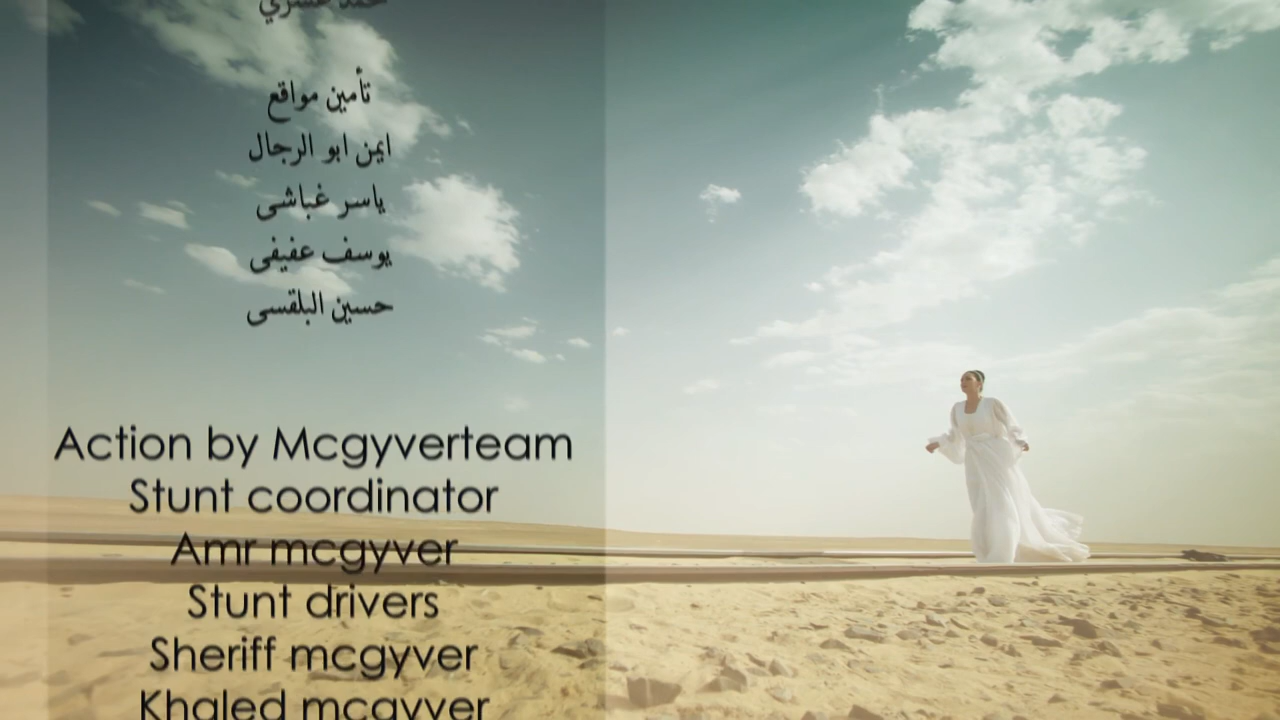 تأمين مواقع
ايمن ابو الرجال
ياسر غباشى
يوسف عفيفى
حسين البلقسى
Action by Mcgyverteam
Stunt coordinator
Amr mcgyver
Stunt drivers
Sheriff mcgyver
Khaled mcgyver